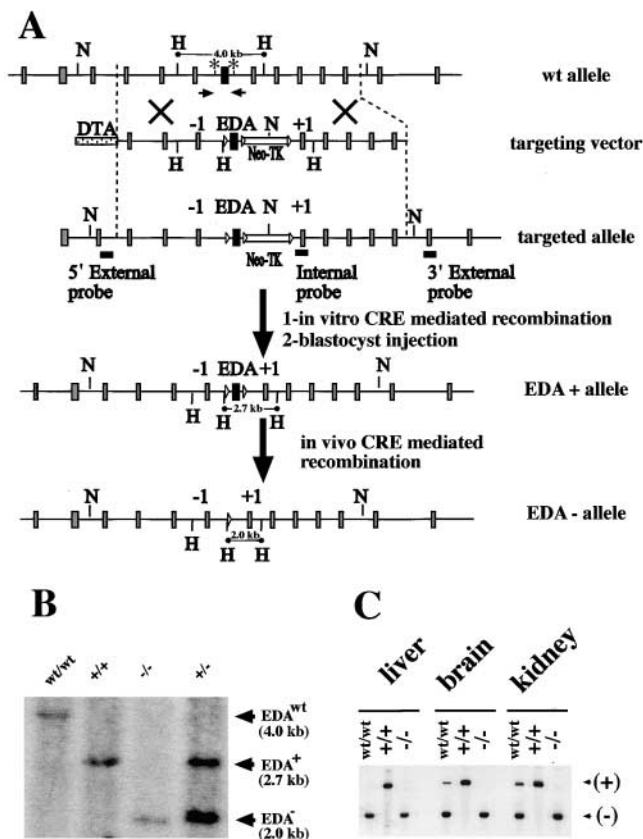 A
N H H N
4.0 kb
* *
wt allele
DTA -1 EDA N +1
H H Neo-TK H
targeting vector
N -1 EDA N +1 N
Neo-TK
targeted allele
5' External probe
Internal probe
3' External probe
1-in vitro CRE mediated recombination
2-blastocyst injection
N -1 EDA +1 N
EDA + allele
H H 2.7 kb H
in vivo CRE mediated
recombination
N -1 +1 N
EDA - allele
H H 2.0 kb H
B
wt/wt +/+ -/- +/-
EDAwt
(4.0 kb)
EDA+
(2.7 kb)
EDA-
(2.0 kb)
C
liver brain kidney
wt/wt +/+ -/- wt/wt +/+ -/- wt/wt +/+ -/-
(+)
(-)